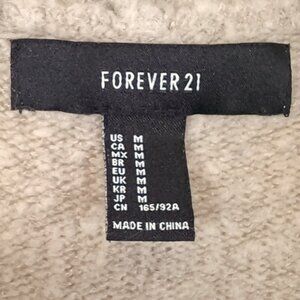 FOREVER 21
US M
CA M
MX M
BR M
EU M
UK M
KR M
JP M
CN 165/92A
MADE IN CHINA